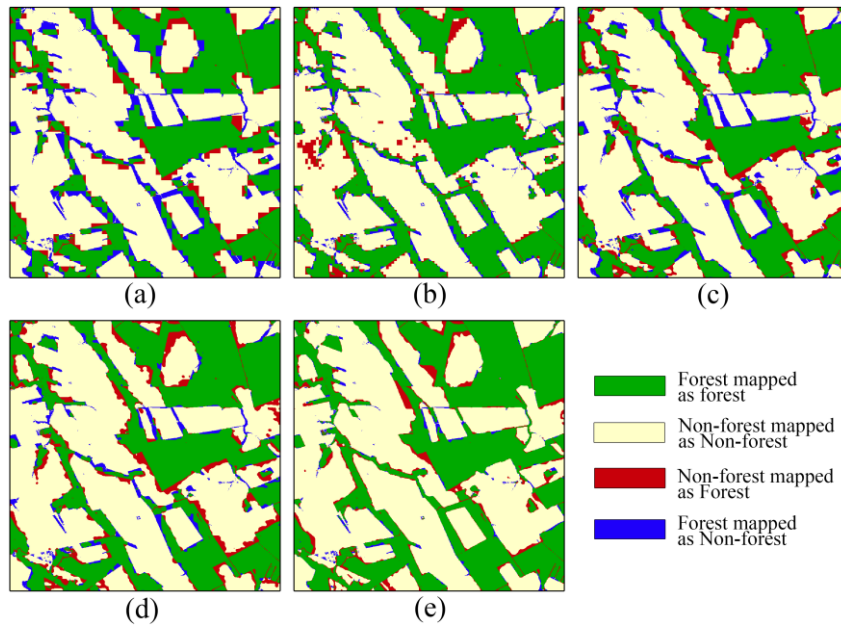 (a)
(b)
(c)
(d)
(e)
Forest mapped
as forest
Non-forest mapped
as Non-forest
Non-forest mapped
as Forest
Forest mapped
as Non-forest